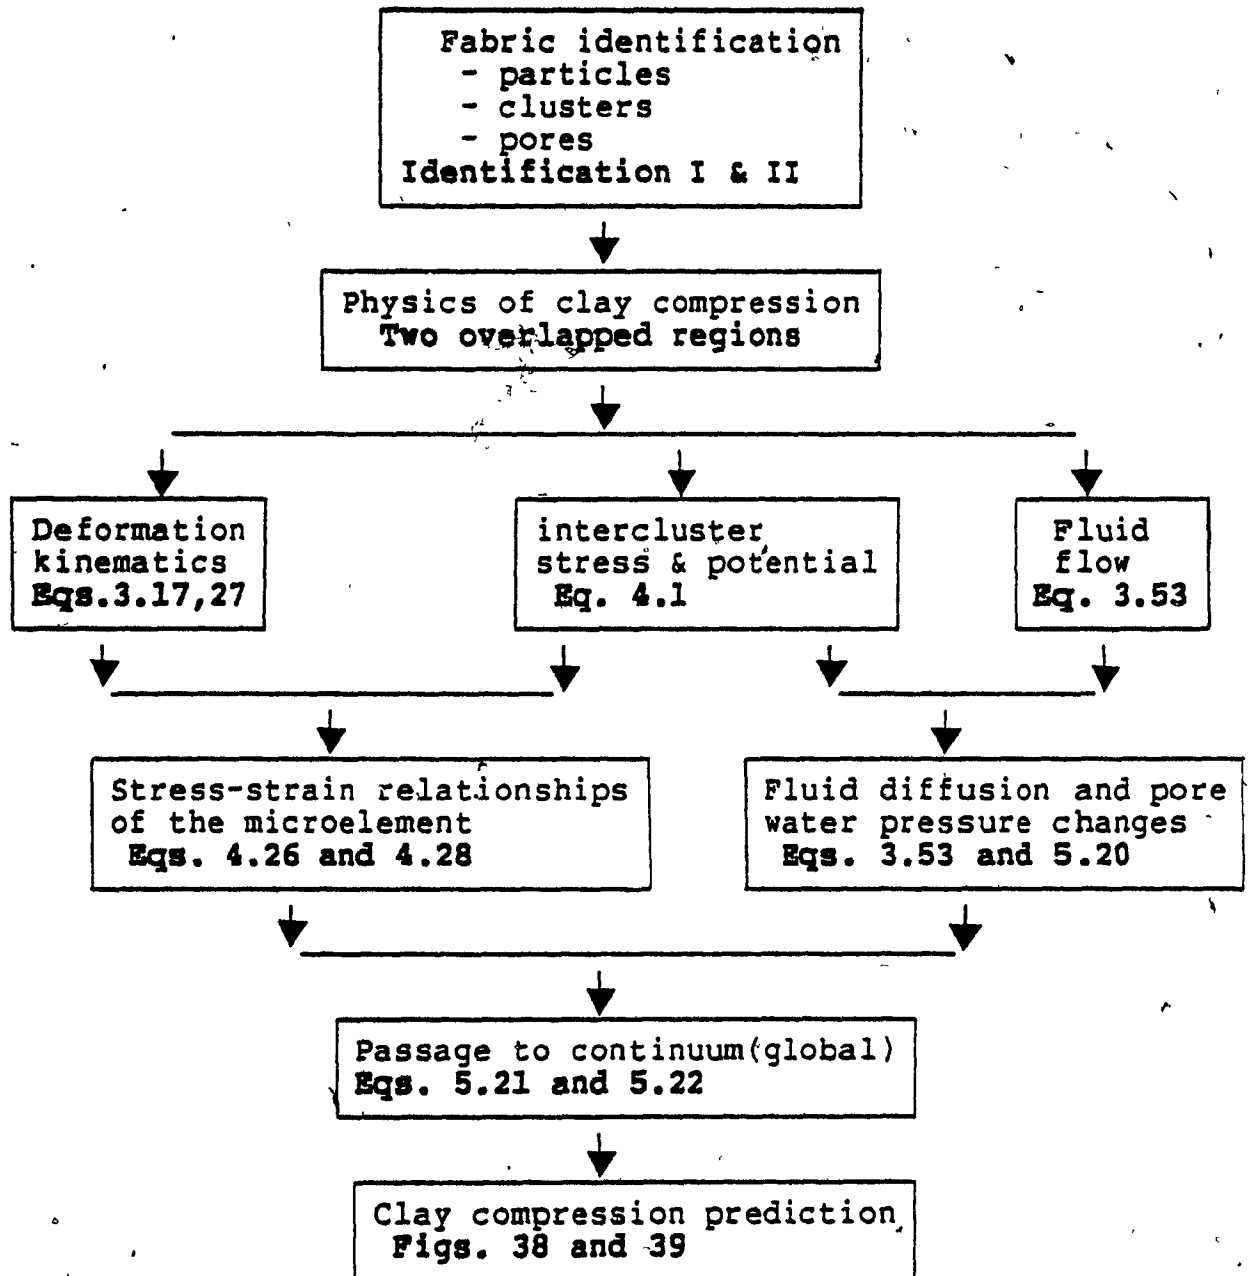 Fabric identification
- particles
- clusters
- pores
Identification I & II
Physics of clay compression
Two overlapped regions
Deformation
kinematics
Eqs.3.17,27
intercluster
stress & potential
Eq. 4.1
Fluid
flow
Eq. 3.53
Stress-strain relationships
of the microelement
Eqs. 4.26 and 4.28
Fluid diffusion and pore
water pressure changes
Eqs. 3.53 and 5.20
Passage to continuum(global)
Eqs. 5.21 and 5.22
Clay compression prediction
Figs. 38 and 39